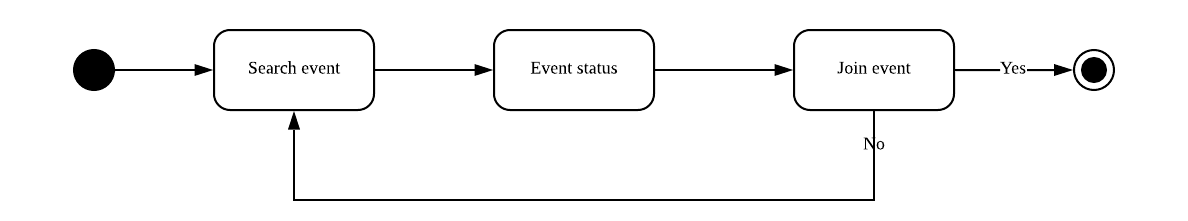 Search event
Event status
Join event
Yes
No